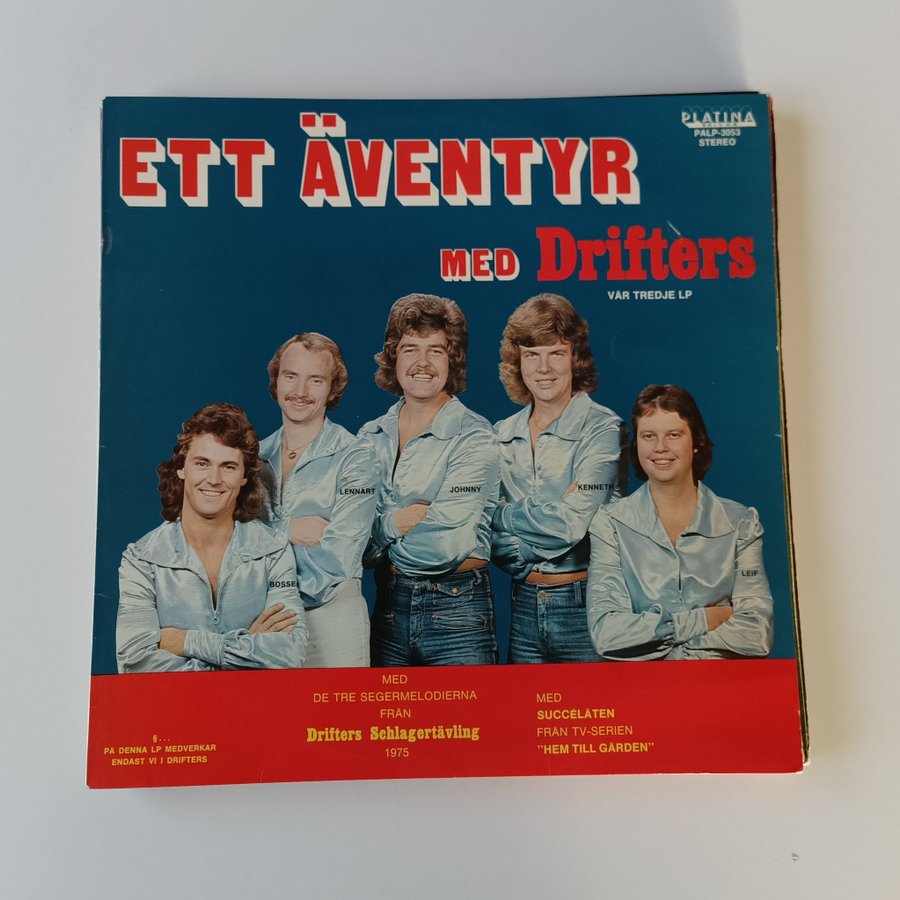 ETT ÄVENTYR
PLATINA
PALP-3053
STEREO
MED Drifters
VÅR TREDJE LP
LENNART
JOHNNY
KENNETH
BOSSE
LEIF
MED
DE TRE SEGERMELODIERNA
FRÅN
Drifters Schlagertävling
1975
MED
SUCCÉLÅTEN
FRÅN TV-SERIEN
"HEM TILL GÅRDEN"
§...
PÅ DENNA LP MEDVERKAR
ENDAST VI I DRIFTERS